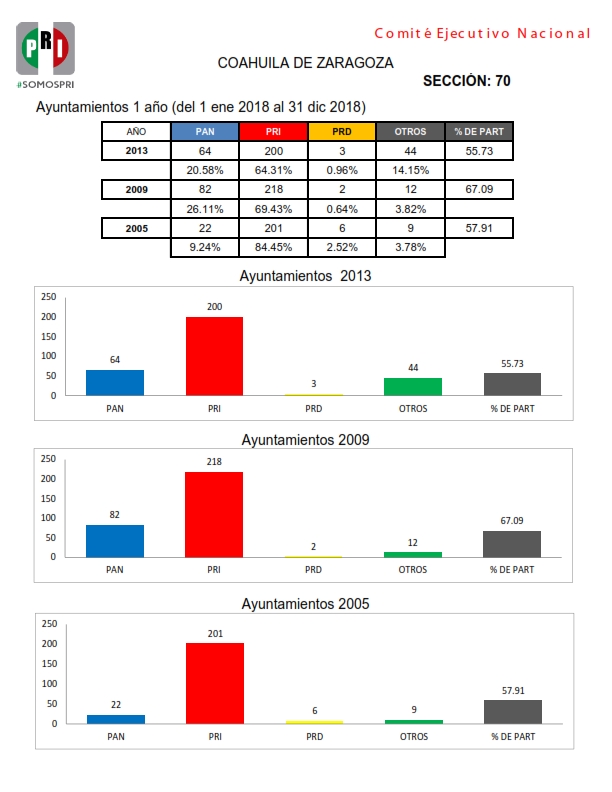 Comité Ejecutivo Nacional
PRI
#SOMOSPRI
COAHUILA DE ZARAGOZA
SECCIÓN: 70
Ayuntamientos 1 año (del 1 ene 2018 al 31 dic 2018)
AÑO PAN PRI PRD OTROS % DE PART
2013 64 200 3 44 55.73
20.58% 64.31% 0.96% 14.15%
2009 82 218 2 12 67.09
26.11% 69.43% 0.64% 3.82%
2005 22 201 6 9 57.91
9.24% 84.45% 2.52% 3.78%
Ayuntamientos 2013
250
200
150
100
50
0
64 200 3 44 55.73
PAN PRI PRD OTROS % DE PART
Ayuntamientos 2009
250
200
150
100
50
0
82 218 2 12 67.09
PAN PRI PRD OTROS % DE PART
Ayuntamientos 2005
250
200
150
100
50
0
22 201 6 9 57.91
PAN PRI PRD OTROS % DE PART